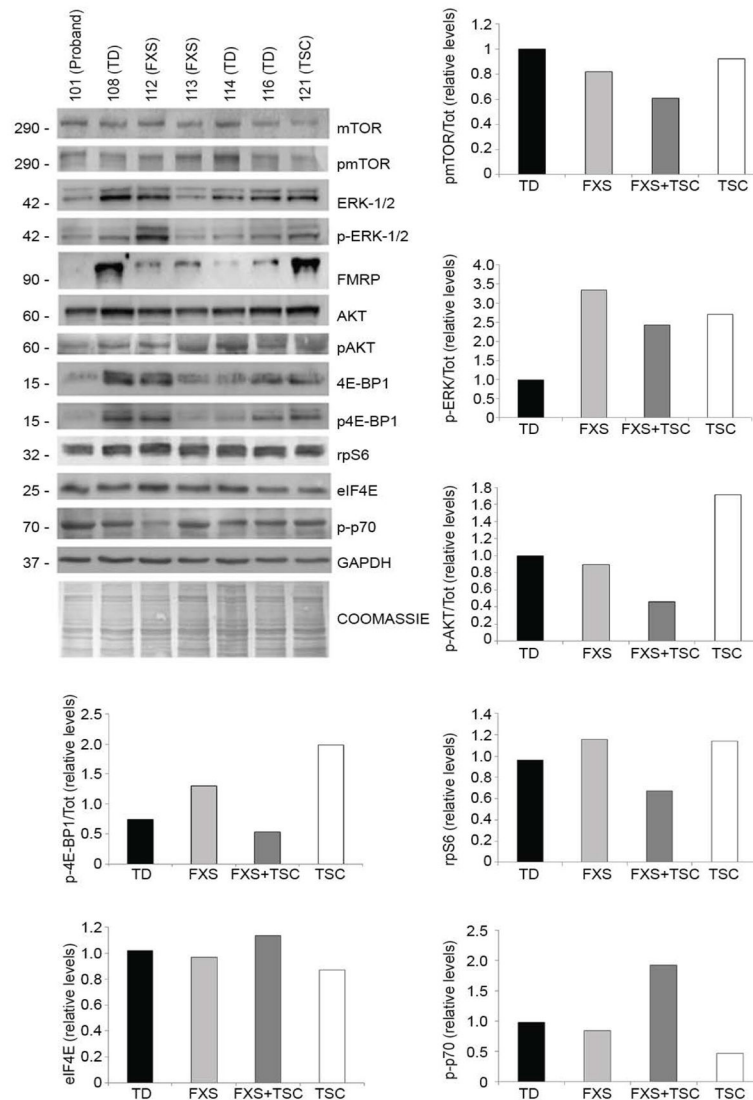 101 (Proband)
108 (TD)
112 (FXS)
113 (FXS)
114 (TD)
116 (TD)
121 (TSC)
290 - mTOR
290 - pmTOR
42 - ERK-1/2
42 - p-ERK-1/2
90 - FMRP
60 - AKT
60 - pAKT
15 - 4E-BP1
15 - p4E-BP1
32 - rpS6
25 - eIF4E
70 - p-p70
37 - GAPDH
COOMASSIE
pmTOR/Tot (relative levels)
1.2
1
0.8
0.6
0.4
0.2
0
TD FXS FXS+TSC TSC
p-ERK/Tot (relative levels)
4.0
3.5
3.0
2.5
2.0
1.5
1.0
0.5
0
TD FXS FXS+TSC TSC
p-AKT/Tot (relative levels)
1.8
1.6
1.4
1.2
1.0
0.8
0.6
0.4
0.2
0
TD FXS FXS+TSC TSC
p-4E-BP1/Tot (relative levels)
2.5
2.0
1.5
1.0
0.5
0
TD FXS FXS+TSC TSC
rpS6 (relative levels)
1.4
1.2
1.0
0.8
0.6
0.4
0.2
0
TD FXS FXS+TSC TSC
eIF4E (relative levels)
1.2
1.0
0.8
0.6
0.4
0.2
0
TD FXS FXS+TSC TSC
p-p70 (relative levels)
2.5
2.0
1.5
1.0
0.5
0
TD FXS FXS+TSC TSC